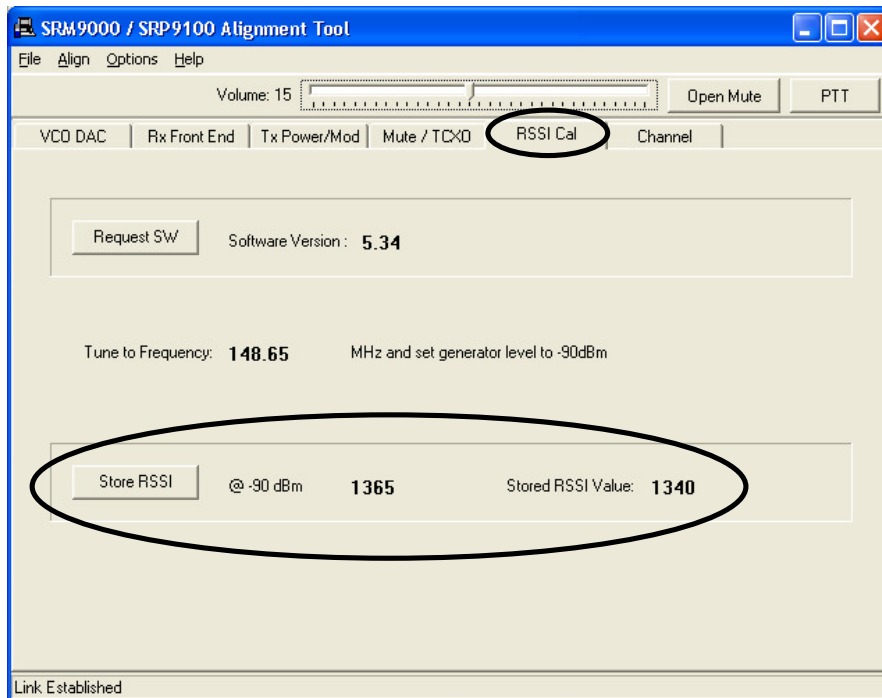 SRM9000 / SRP9100 Alignment Tool
File Align Options Help
Volume: 15 Open Mute PTT
VCO DAC Rx Front End Tx Power/Mod Mute / TCXO RSSI Cal Channel
Request SW Software Version : 5.34
Tune to Frequency: 148.65 MHz and set generator level to -90dBm
Store RSSI @ -90 dBm 1365 Stored RSSI Value: 1340
Link Established